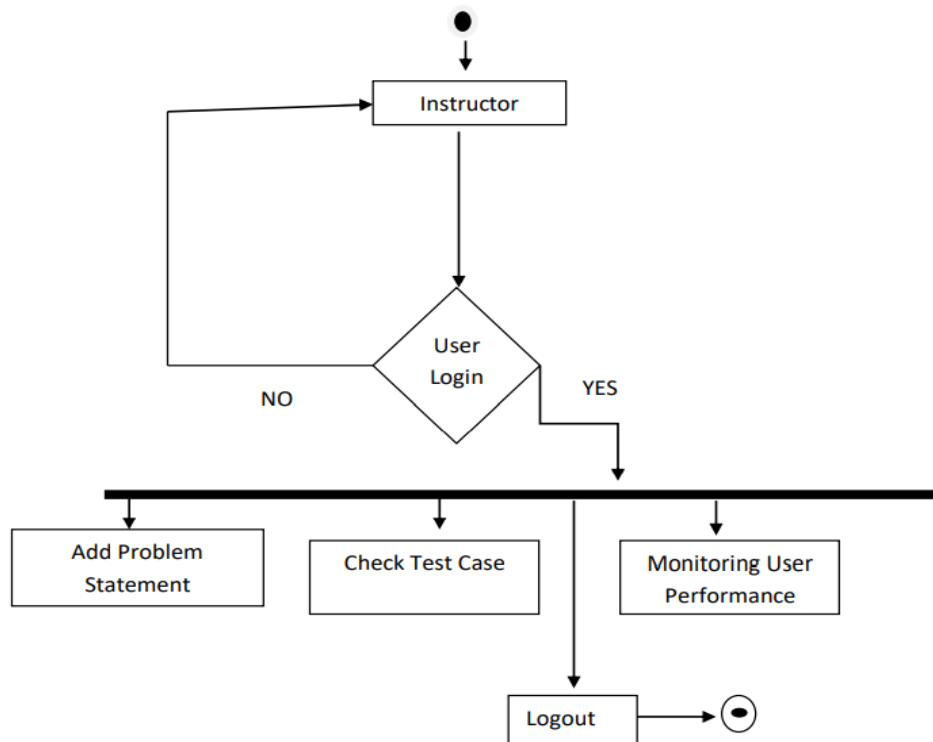 Instructor
User
Login
NO
YES
Add Problem
Statement
Check Test Case
Monitoring User
Performance
Logout